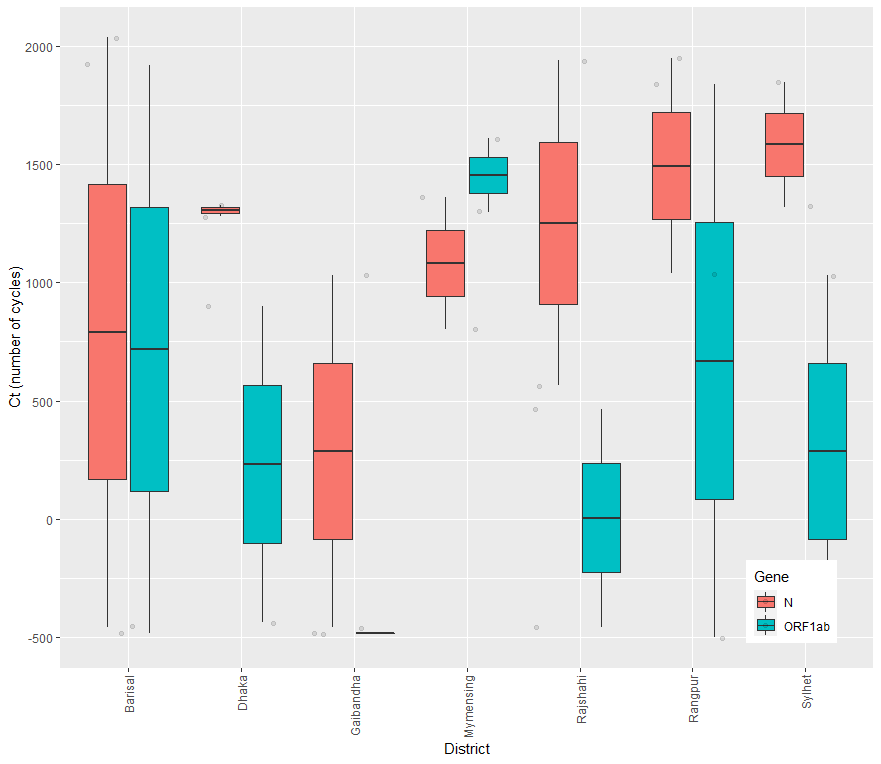 2000
1500
1000
500
0
-500
Ct (number of cycles)
Barisal
Dhaka
Gaibandha
Mymensing
Rajshahi
Rangpur
Sylhet
District
Gene
N
ORF1ab